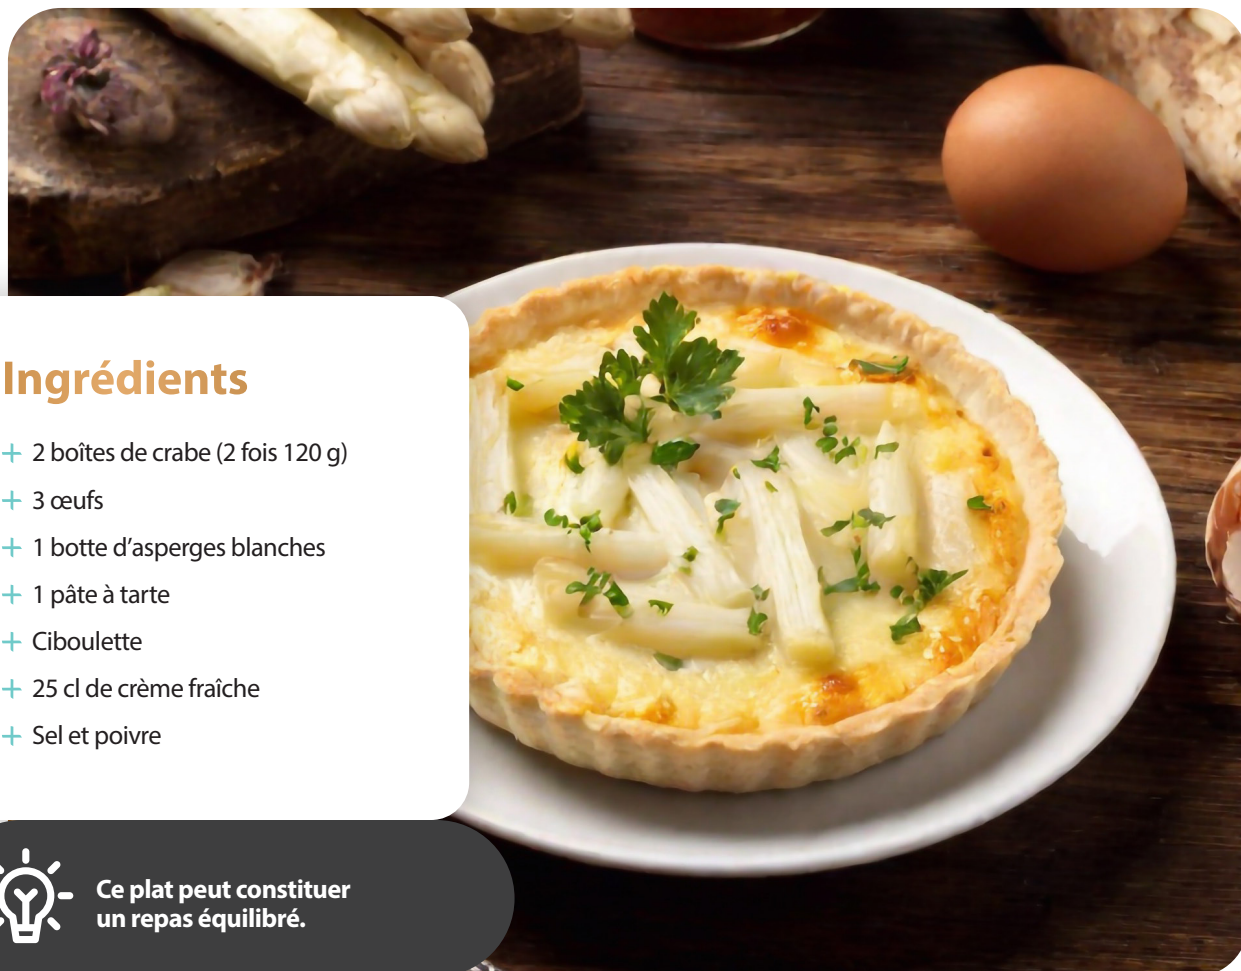 Ingrédients
+ 2 boîtes de crabe (2 fois 120 g)
+ 3 œufs
+ 1 botte d’asperges blanches
+ 1 pâte à tarte
+ Ciboulette
+ 25 cl de crème fraîche
+ Sel et poivre
Ce plat peut constituer
un repas équilibré.